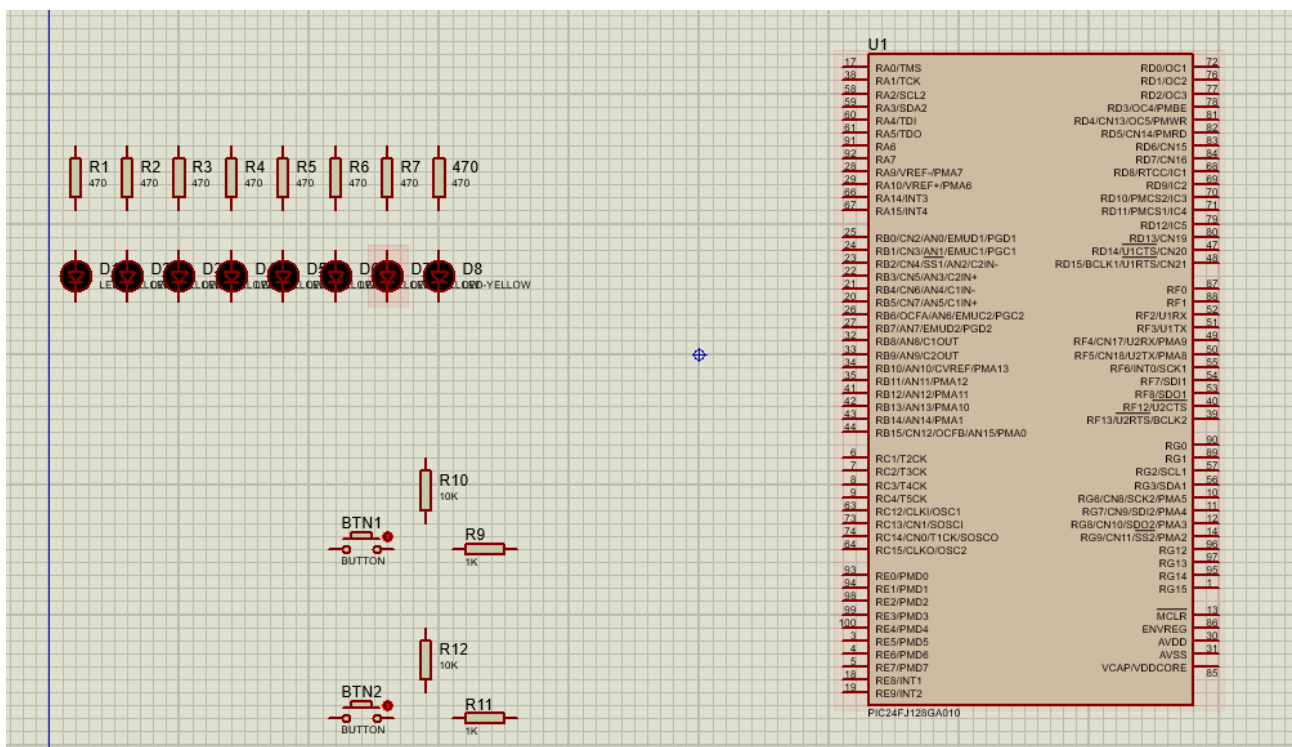 U1
R1
470
R2
470
R3
470
R4
470
R5
470
R6
470
R7
470
470
470
D8
LED-YELLOW
R10
10K
BTN1
BUTTON
R9
1K
R12
10K
BTN2
BUTTON
R11
1K
17 RA0/TMS
38 RA1/TCK
58 RA2/SCL2
59 RA3/SDA2
60 RA4/TDI
61 RA5/TDO
91 RA6
92 RA7
28 RA9/VREF-/PMA7
29 RA10/VREF+/PMA6
66 RA14/INT3
67 RA15/INT4
25 RB0/CN2/AN0/EMUD1/PGD1
24 RB1/CN3/AN1/EMUC1/PGC1
23 RB2/CN4/SS1/AN2/C2IN-
22 RB3/CN5/AN3/C2IN+
21 RB4/CN6/AN4/C1IN-
20 RB5/CN7/AN5/C1IN+
26 RB6/OCFA/AN6/EMUC2/PGC2
27 RB7/AN7/EMUD2/PGD2
32 RB8/AN8/C1OUT
33 RB9/AN9/C2OUT
34 RB10/AN10/CVREF/PMA13
35 RB11/AN11/PMA12
41 RB12/AN12/PMA11
42 RB13/AN13/PMA10
43 RB14/AN14/PMA1
44 RB15/CN12/OCFB/AN15/PMA0
6 RC1/T2CK
7 RC2/T3CK
8 RC3/T4CK
9 RC4/T5CK
63 RC12/CLKI/OSC1
73 RC13/CN1/SOSCI
74 RC14/CN0/T1CK/SOSCO
64 RC15/CLKO/OSC2
93 RE0/PMD0
94 RE1/PMD1
98 RE2/PMD2
99 RE3/PMD3
100 RE4/PMD4
3 RE5/PMD5
4 RE6/PMD6
5 RE7/PMD7
18 RE8/INT1
19 RE9/INT2
RD0/OC1 72
RD1/OC2 76
RD2/OC3 77
RD3/OC4/PMBE 78
RD4/CN13/OC5/PMWR 81
RD5/CN14/PMRD 82
RD6/CN15 83
RD7/CN16 84
RD8/RTCC/IC1 68
RD9/IC2 69
RD10/PMCS2/IC3 70
RD11/PMCS1/IC4 71
RD12/IC5 79
RD13/CN19 80
RD14/U1CTS/CN20 47
RD15/BCLK1/U1RTS/CN21 48
RF0 87
RF1 88
RF2/U1RX 52
RF3/U1TX 51
RF4/CN17/U2RX/PMA9 49
RF5/CN18/U2TX/PMA8 50
RF6/INT0/SCK1 55
RF7/SDI1 54
RF8/SDO1 53
RF12/U2CTS 40
RF13/U2RTS/BCLK2 39
RG0 90
RG1 89
RG2/SCL1 57
RG3/SDA1 56
RG6/CN8/SCK2/PMA5 10
RG7/CN9/SDI2/PMA4 11
RG8/CN10/SDO2/PMA3 12
RG9/CN11/SS2/PMA2 14
RG12 96
RG13 97
RG14 95
RG15 1
MCLR 13
ENVREG 86
AVDD 30
AVSS 31
VCAP/VDDCORE 85
PIC24FJ128GA010